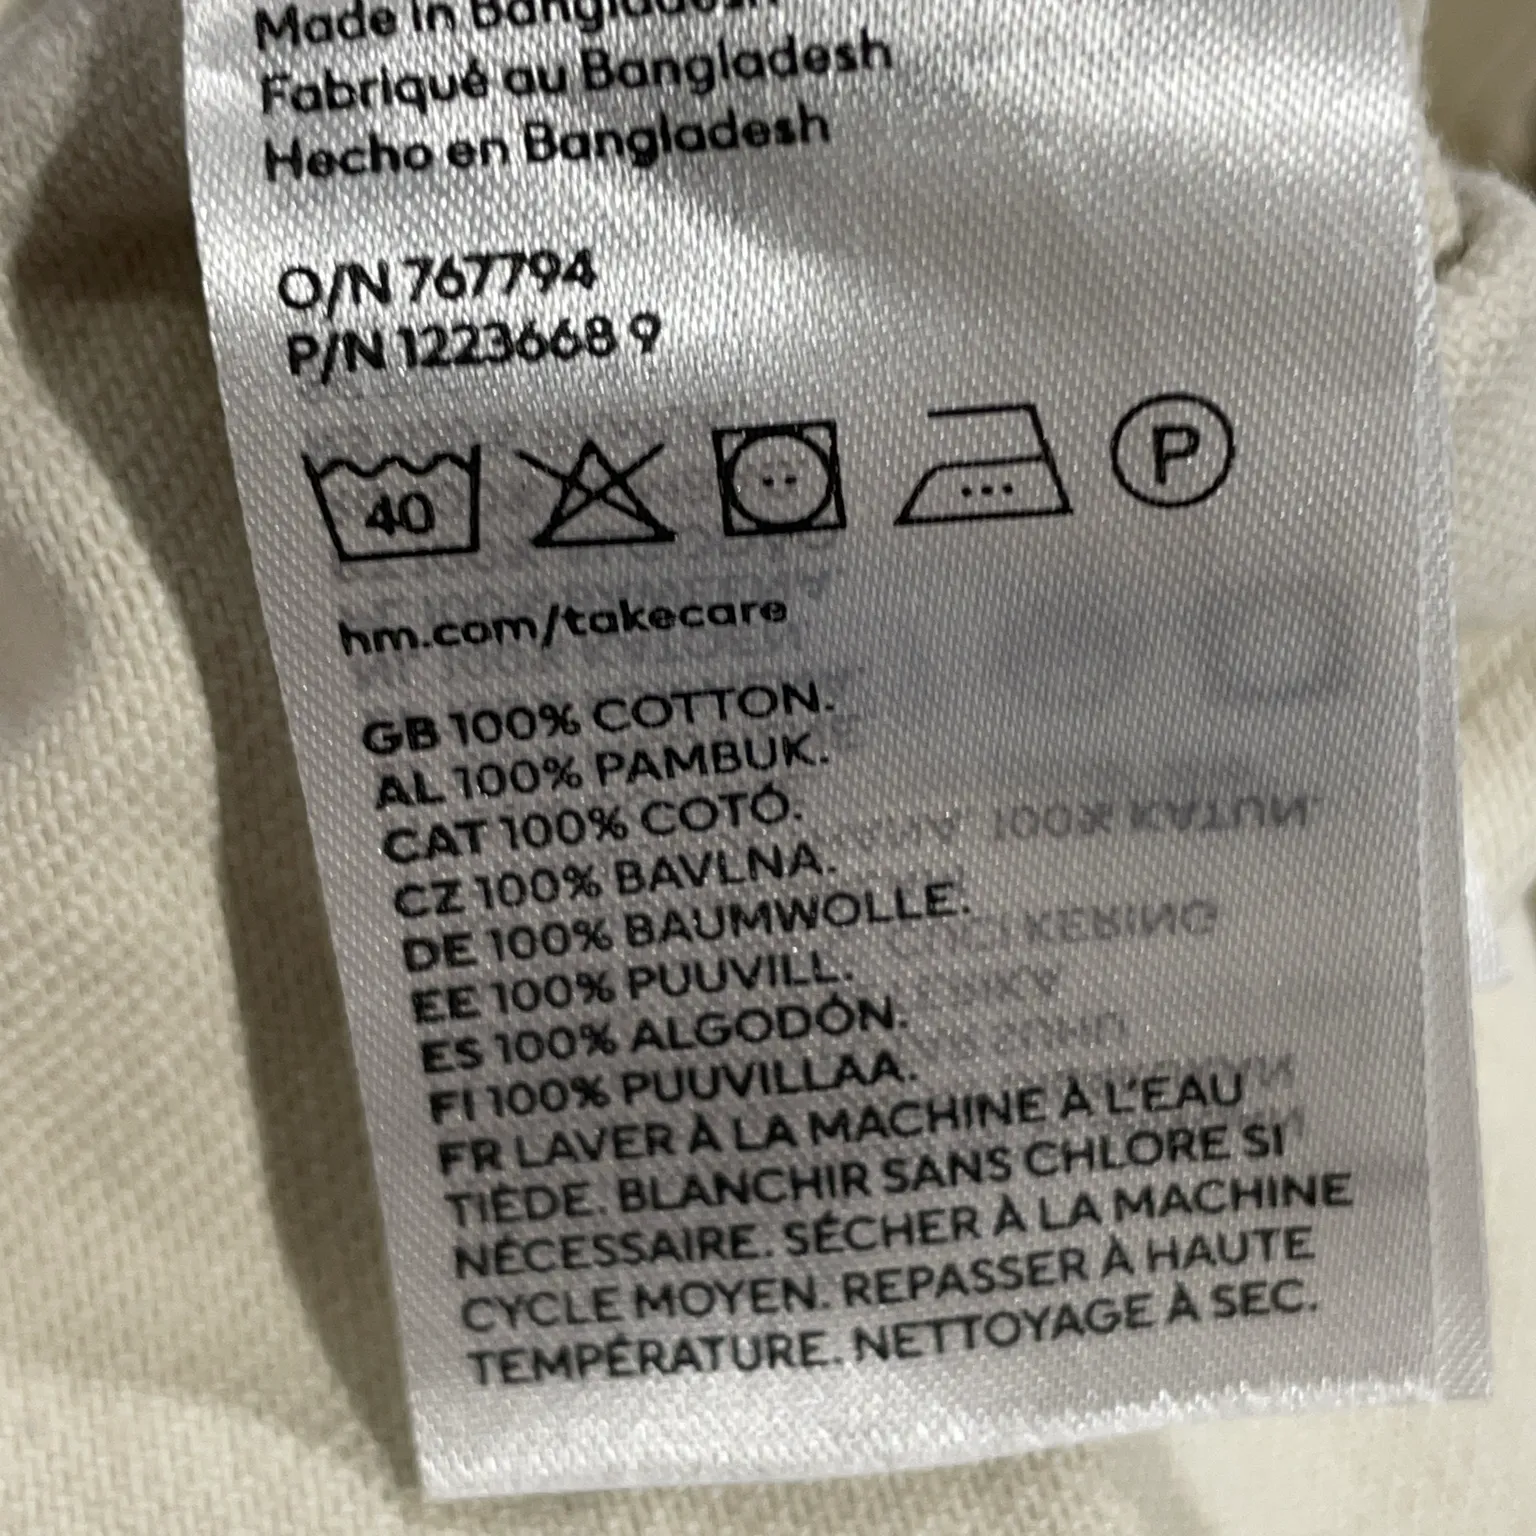 Made in Bangladesh
Fabriqué au Bangladesh
Hecho en Bangladesh
O/N 767794
P/N 1223668 9
40
P
hm.com/takecare
GB 100% COTTON.
AL 100% PAMBUK.
CAT 100% COTÓ.
CZ 100% BAVLNA.
DE 100% BAUMWOLLE.
EE 100% PUUVILL.
ES 100% ALGODÓN.
FI 100% PUUVILLAA.
FR LAVER À LA MACHINE À L'EAU
TIÈDE. BLANCHIR SANS CHLORE SI
NÉCESSAIRE. SÉCHER À LA MACHINE
CYCLE MOYEN. REPASSER À HAUTE
TEMPÉRATURE. NETTOYAGE À SEC.